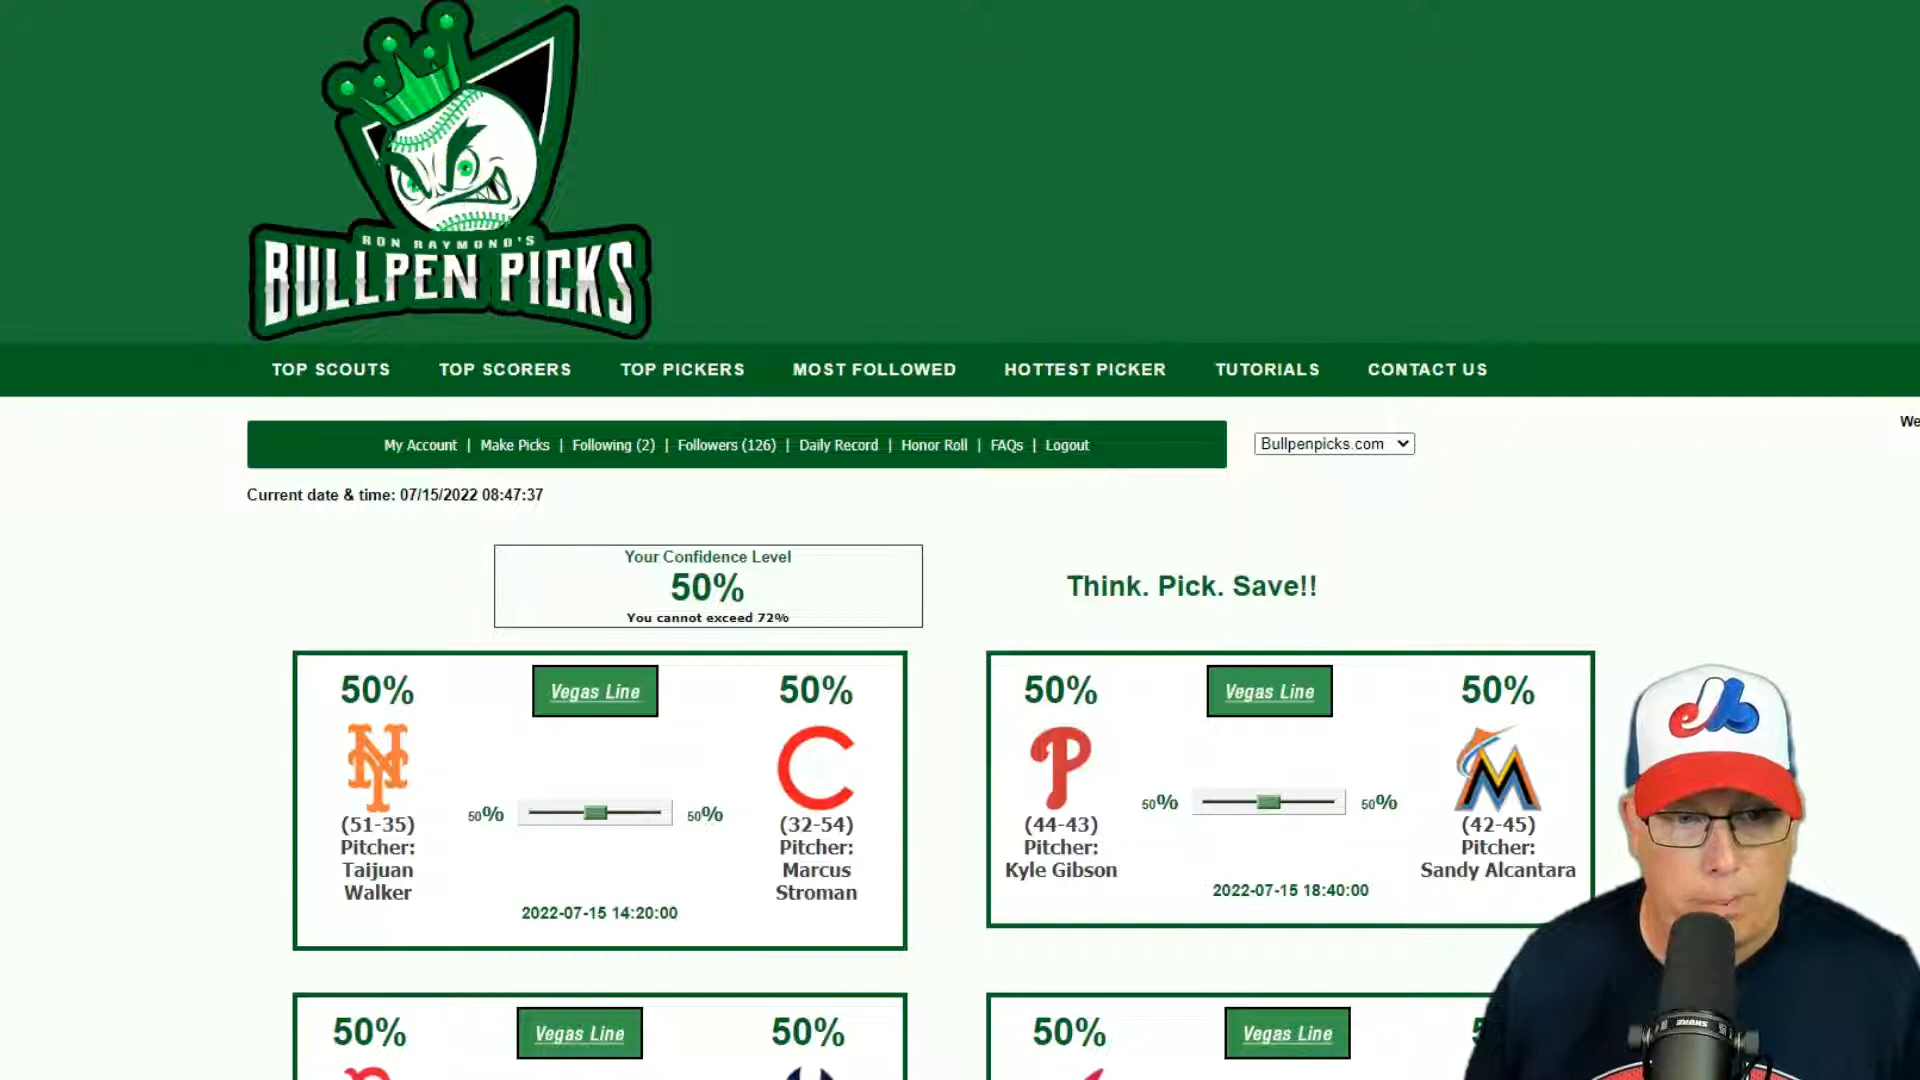 RON RAYMOND'S
BULLPEN PICKS
TOP SCOUTS TOP SCORERS TOP PICKERS MOST FOLLOWED HOTTEST PICKER TUTORIALS CONTACT US
My Account | Make Picks | Following (2) | Followers (126) | Daily Record | Honor Roll | FAQs | Logout
Bullpenpicks.com
We
Current date & time: 07/15/2022 08:47:37
Your Confidence Level
50%
You cannot exceed 72%
Think. Pick. Save!!
50% Vegas Line 50%
NY C
50% 50%
(51-35) (32-54)
Pitcher: Pitcher:
Taijuan Marcus
Walker Stroman
2022-07-15 14:20:00
50% Vegas Line 50%
P M
50% 50%
(44-43) (42-45)
Pitcher: Pitcher:
Kyle Gibson Sandy Alcantara
2022-07-15 18:40:00
50% Vegas Line 50%
50% Vegas Line
SHURE